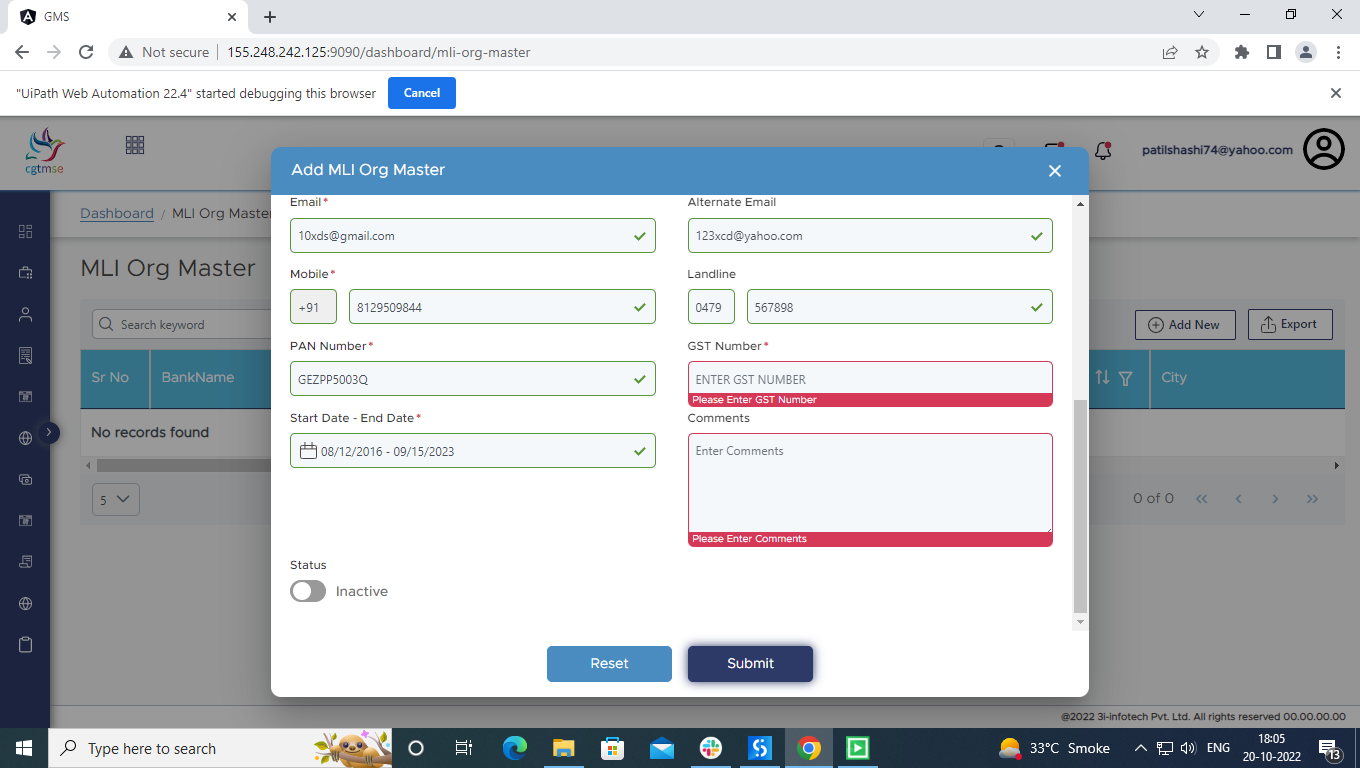 GMS
Not secure
155.248.242.125:9090/dashboard/mli-org-master
"UiPath Web Automation 22.4" started debugging this browser
Cancel
cgtmse
patilshashi74@yahoo.com
Dashboard / MLI Org Master
MLI Org Master
Search keyword
Add New
Export
Sr No
BankName
City
No records found
5
0 of 0
Add MLI Org Master
Email*
10xds@gmail.com
Alternate Email
123xcd@yahoo.com
Mobile*
+91
8129509844
Landline
0479
567898
PAN Number*
GEZPP5003Q
GST Number*
ENTER GST NUMBER
Please Enter GST Number
Start Date - End Date*
08/12/2016 - 09/15/2023
Comments
Enter Comments
Please Enter Comments
Status
Inactive
Reset
Submit
@2022 3i-infotech Pvt. Ltd. All rights reserved 00.00.00.00
Type here to search
33°C Smoke
ENG
18:05
20-10-2022
13